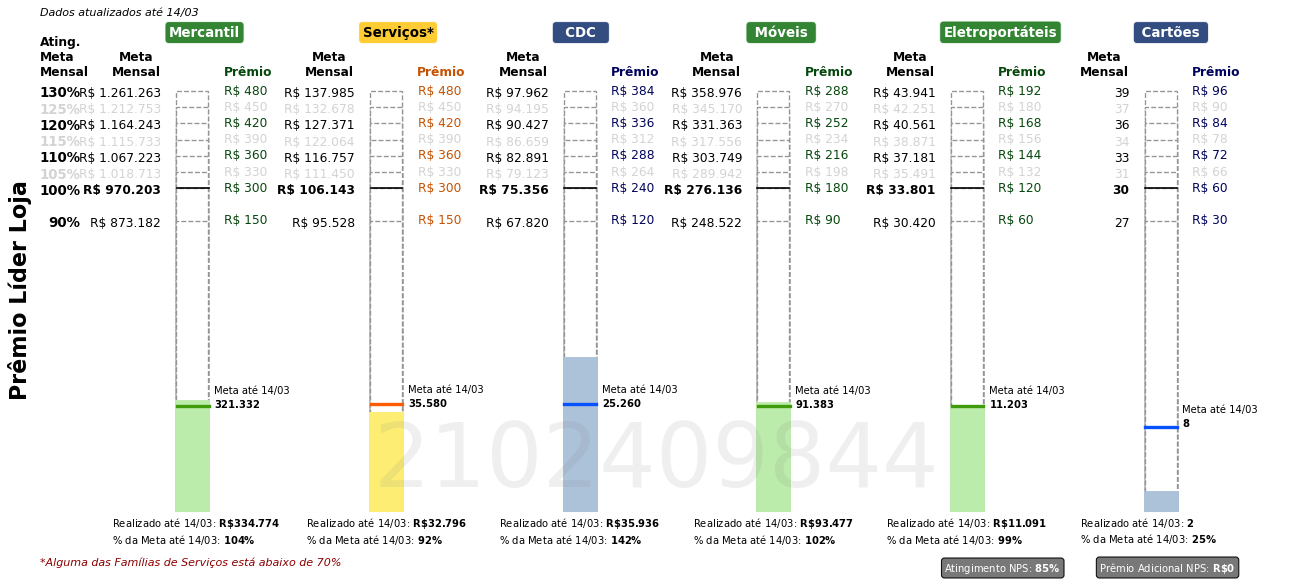 Dados atualizados até 14/03
Mercantil Serviços* CDC Móveis Eletroportáteis Cartões
Ating. Meta Mensal Meta Mensal Prêmio Meta Mensal Prêmio Meta Mensal Prêmio Meta Mensal Prêmio Meta Mensal Prêmio Meta Mensal Prêmio
130% R$ 1.261.263 R$ 480 R$ 137.985 R$ 480 R$ 97.962 R$ 384 R$ 358.976 R$ 288 R$ 43.941 R$ 192 39 R$ 96
125% R$ 1.212.753 R$ 450 R$ 132.678 R$ 450 R$ 94.195 R$ 360 R$ 345.170 R$ 270 R$ 42.251 R$ 180 37 R$ 90
120% R$ 1.164.243 R$ 420 R$ 127.371 R$ 420 R$ 90.427 R$ 336 R$ 331.363 R$ 252 R$ 40.561 R$ 168 36 R$ 84
115% R$ 1.115.733 R$ 390 R$ 122.064 R$ 390 R$ 86.659 R$ 312 R$ 317.556 R$ 234 R$ 38.871 R$ 156 34 R$ 78
110% R$ 1.067.223 R$ 360 R$ 116.757 R$ 360 R$ 82.891 R$ 288 R$ 303.749 R$ 216 R$ 37.181 R$ 144 33 R$ 72
105% R$ 1.018.713 R$ 330 R$ 111.450 R$ 330 R$ 79.123 R$ 264 R$ 289.942 R$ 198 R$ 35.491 R$ 132 31 R$ 66
100% R$ 970.203 R$ 300 R$ 106.143 R$ 300 R$ 75.356 R$ 240 R$ 276.136 R$ 180 R$ 33.801 R$ 120 30 R$ 60
90% R$ 873.182 R$ 150 R$ 95.528 R$ 150 R$ 67.820 R$ 120 R$ 248.522 R$ 90 R$ 30.420 R$ 60 27 R$ 30
Prêmio Líder Loja
Meta até 14/03 Meta até 14/03 Meta até 14/03 Meta até 14/03 Meta até 14/03 Meta até 14/03
321.332 35.580 25.260 91.383 11.203 8
2102409844
Realizado até 14/03: R$334.774 Realizado até 14/03: R$32.796 Realizado até 14/03: R$35.936 Realizado até 14/03: R$93.477 Realizado até 14/03: R$11.091 Realizado até 14/03: 2
% da Meta até 14/03: 104% % da Meta até 14/03: 92% % da Meta até 14/03: 142% % da Meta até 14/03: 102% % da Meta até 14/03: 99% % da Meta até 14/03: 25%
*Alguma das Famílias de Serviços está abaixo de 70% Atingimento NPS: 85% Prêmio Adicional NPS: R$0